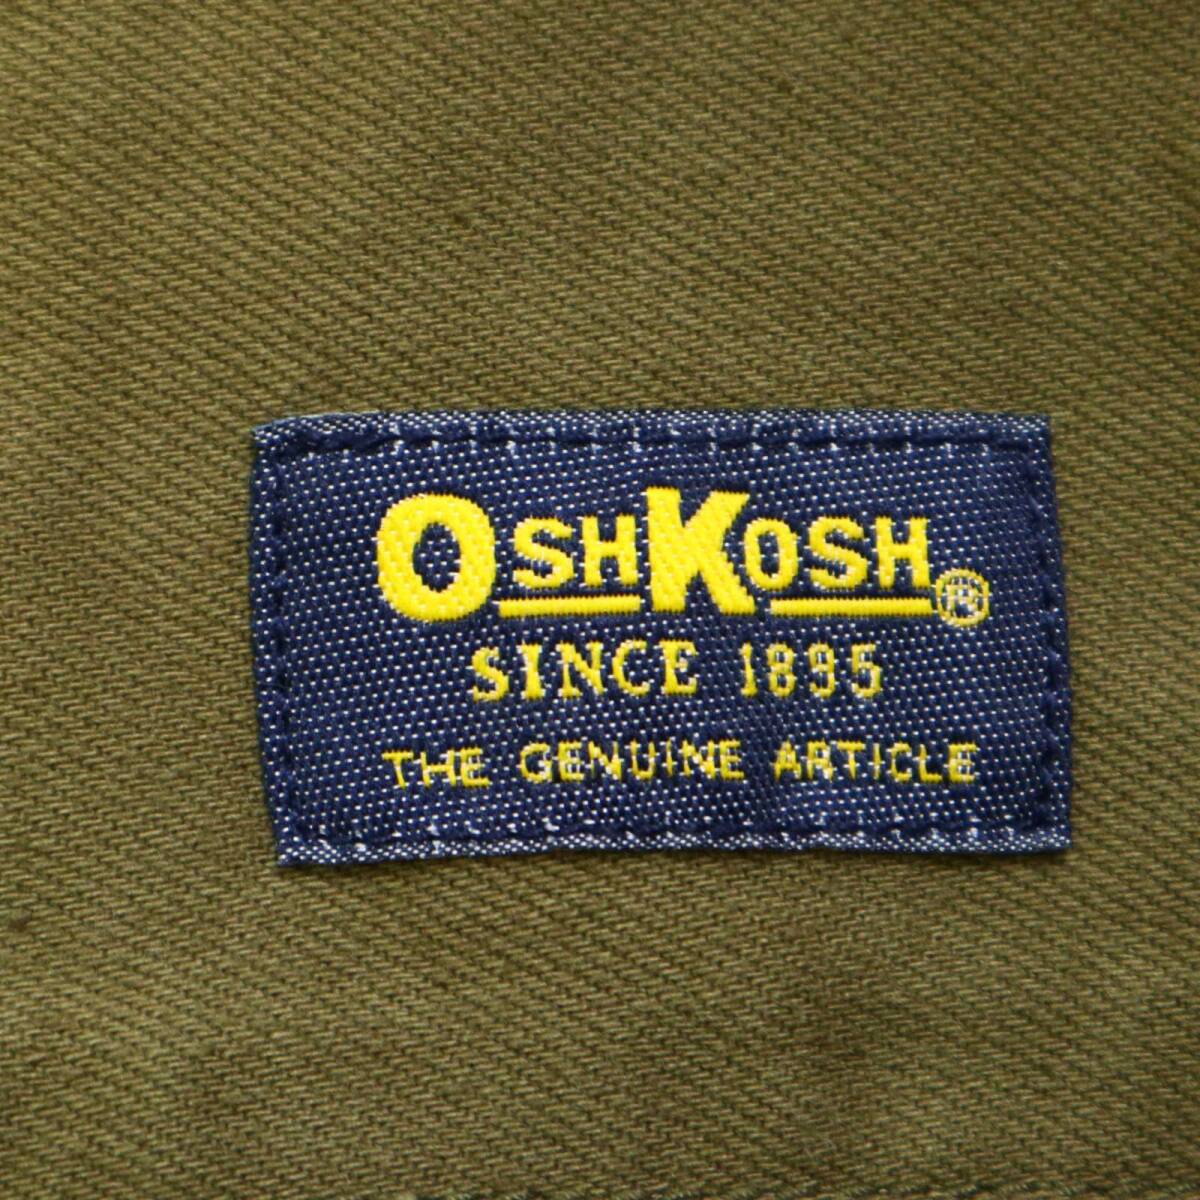 OSHKOSH®
SINCE 1895
THE GENUINE ARTICLE